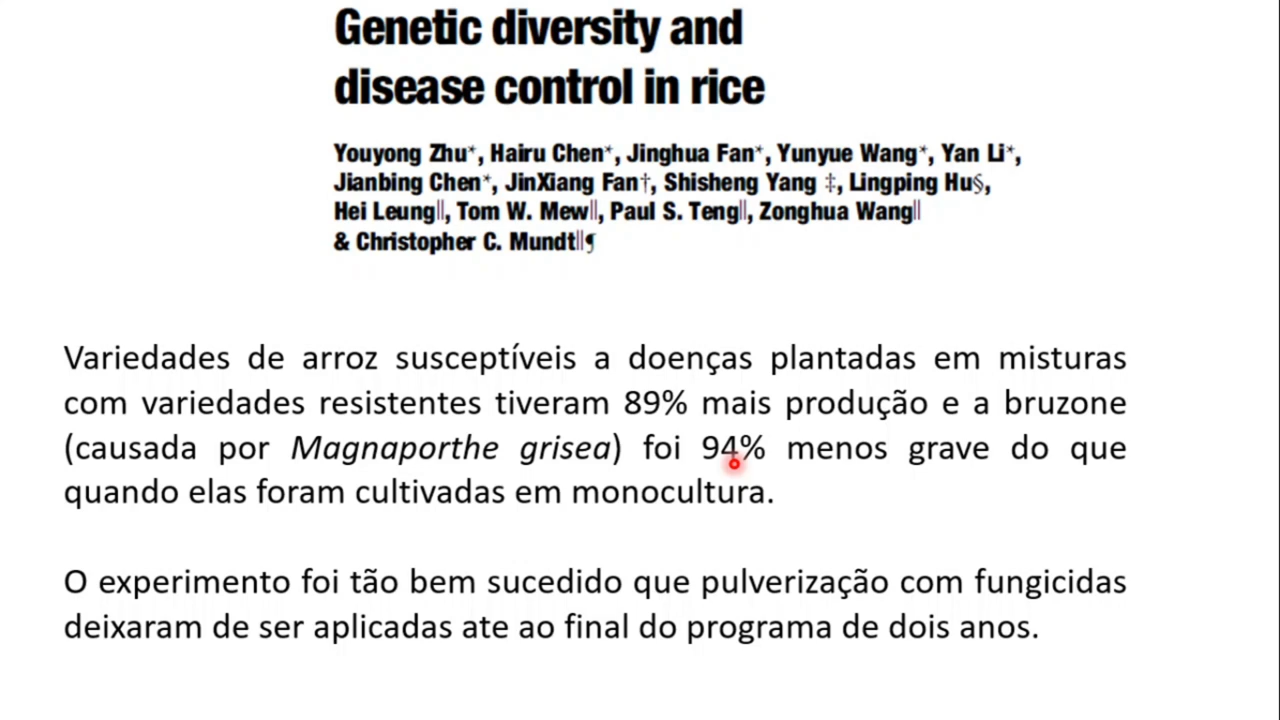 Genetic diversity and
disease control in rice
Youyong Zhu*, Hairu Chen*, Jinghua Fan*, Yunyue Wang*, Yan Li*,
Jianbing Chen*, JinXiang Fan†, Shisheng Yang ‡, Lingping Hu§,
Hei Leung||, Tom W. Mew||, Paul S. Teng||, Zonghua Wang||
& Christopher C. Mundt||¶
Variedades de arroz susceptíveis a doenças plantadas em misturas
com variedades resistentes tiveram 89% mais produção e a bruzone
(causada por Magnaporthe grisea) foi 94% menos grave do que
quando elas foram cultivadas em monocultura.
O experimento foi tão bem sucedido que pulverização com fungicidas
deixaram de ser aplicadas ate ao final do programa de dois anos.